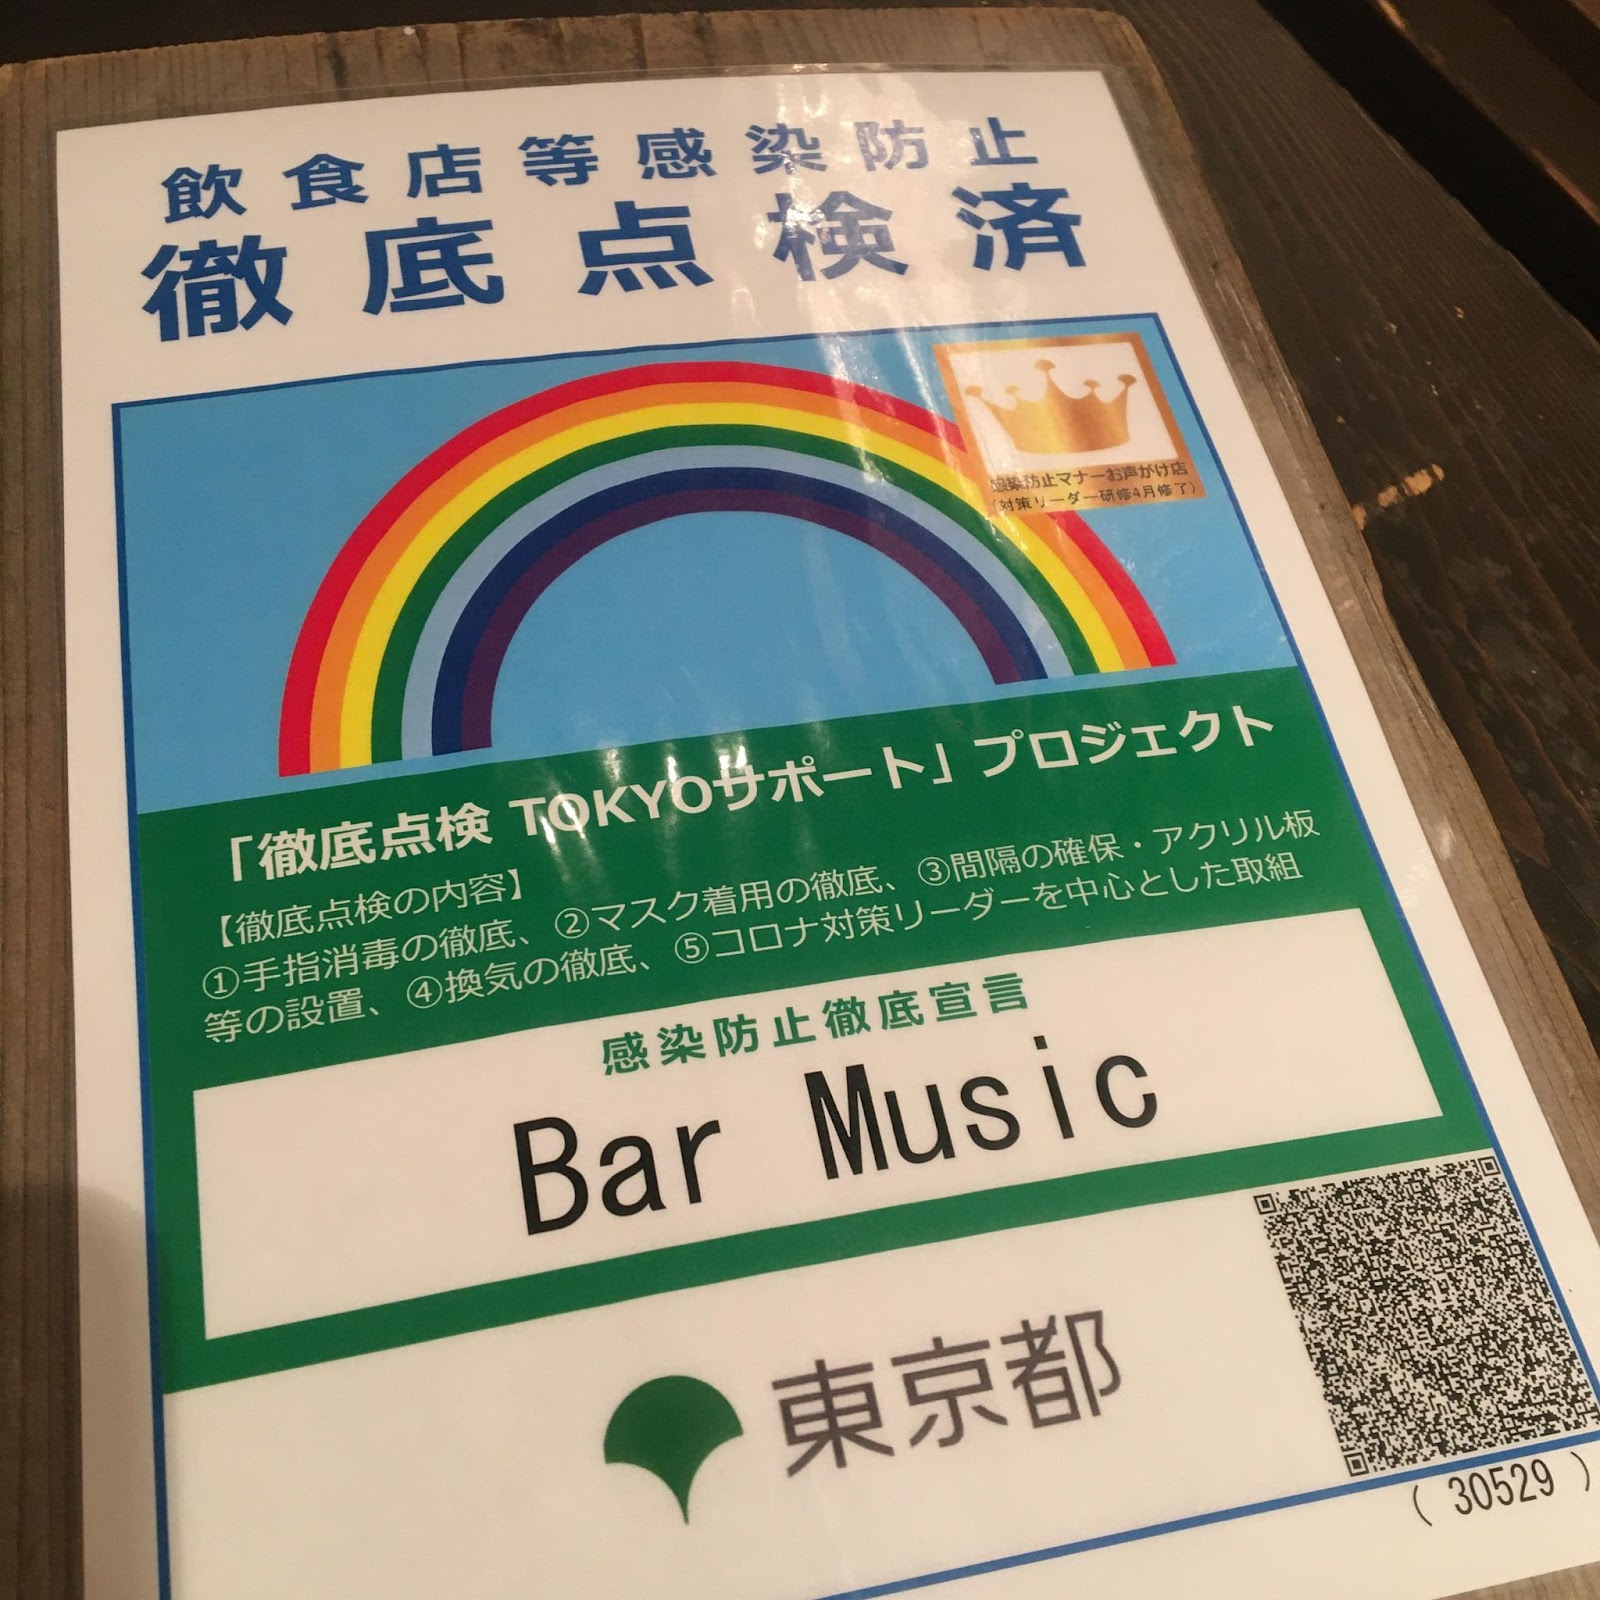 飲食店等感染防止
徹底点検済
感染防止マナーお声がけ店
(対策リーダー研修4月修了)
「徹底点検 TOKYOサポート」プロジェクト
【徹底点検の内容】
①手指消毒の徹底、②マスク着用の徹底、③間隔の確保・アクリル板
等の設置、④換気の徹底、⑤コロナ対策リーダーを中心とした取組
感染防止徹底宣言
Bar Music
東京都
( 30529 )